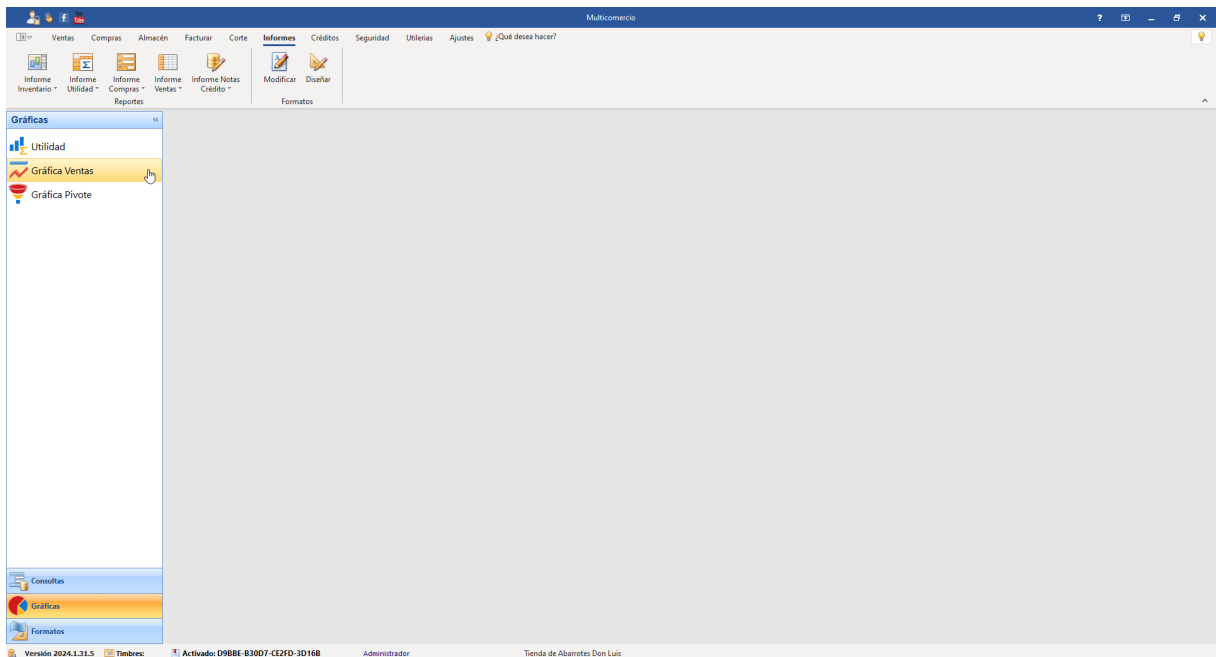 Multicomercio
Ventas Compras Almacén Facturar Corte Informes Créditos Seguridad Utilerias Ajustes ¿Qué desea hacer?
Informe Inventario
Informe Utilidad
Informe Compras
Informe Ventas
Informe Notas Crédito
Modificar
Diseñar
Reportes
Formatos
Gráficas
Utilidad
Gráfica Ventas
Gráfica Pivote
Consultas
Gráficas
Formatos
Versión 2024.1.31.5 Timbres: Activado: D9BBE-B30D7-CE2FD-3D16B Administrador Tienda de Abarrotes Don Luis